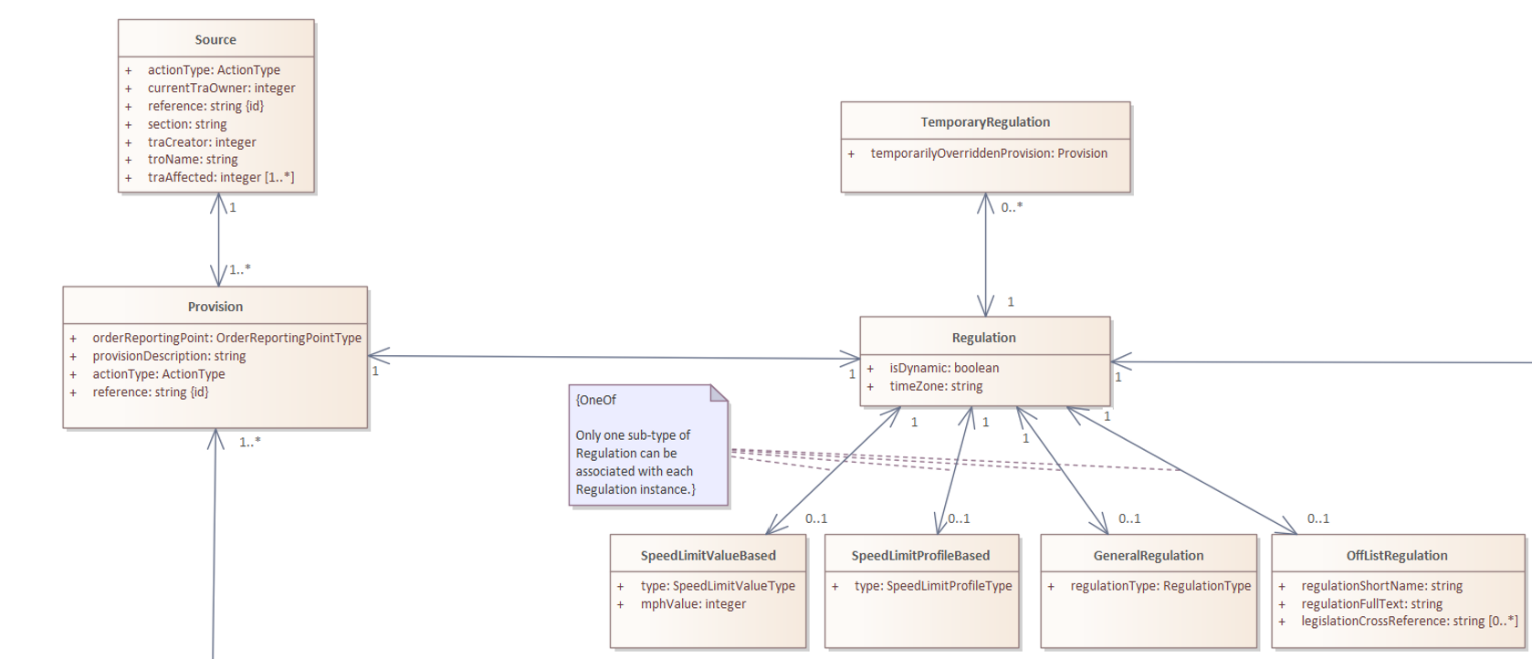 Source
+ actionType: ActionType
+ currentTraOwner: integer
+ reference: string {id}
+ section: string
+ traCreator: integer
+ troName: string
+ traAffected: integer [1..*]
1
1..*
Provision
+ orderReportingPoint: OrderReportingPointType
+ provisionDescription: string
+ actionType: ActionType
+ reference: string {id}
1
1..*
TemporaryRegulation
+ temporarilyOverriddenProvision: Provision
0..*
1
Regulation
+ isDynamic: boolean
+ timeZone: string
1
1
{OneOf
Only one sub-type of
Regulation can be
associated with each
Regulation instance.}
1
1
1
1
0..1
0..1
0..1
0..1
SpeedLimitValueBased
+ type: SpeedLimitValueType
+ mphValue: integer
SpeedLimitProfileBased
+ type: SpeedLimitProfileType
GeneralRegulation
+ regulationType: RegulationType
OffListRegulation
+ regulationShortName: string
+ regulationFullText: string
+ legislationCrossReference: string [0..*]